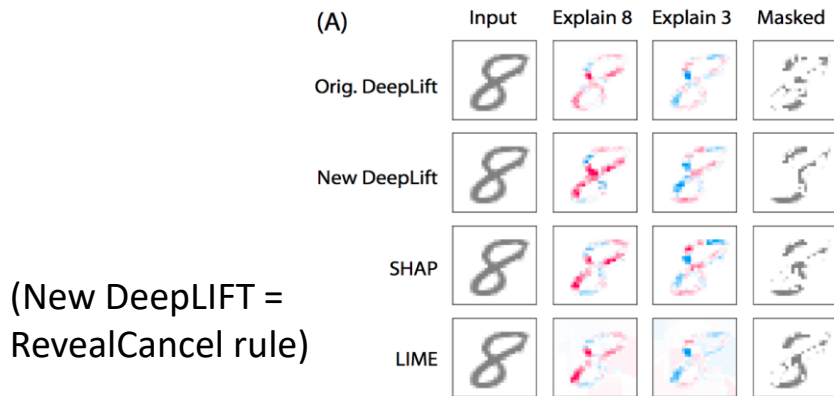 (A) Input Explain 8 Explain 3 Masked
Orig. DeepLift
New DeepLift
SHAP
(New DeepLIFT =
RevealCancel rule)
LIME